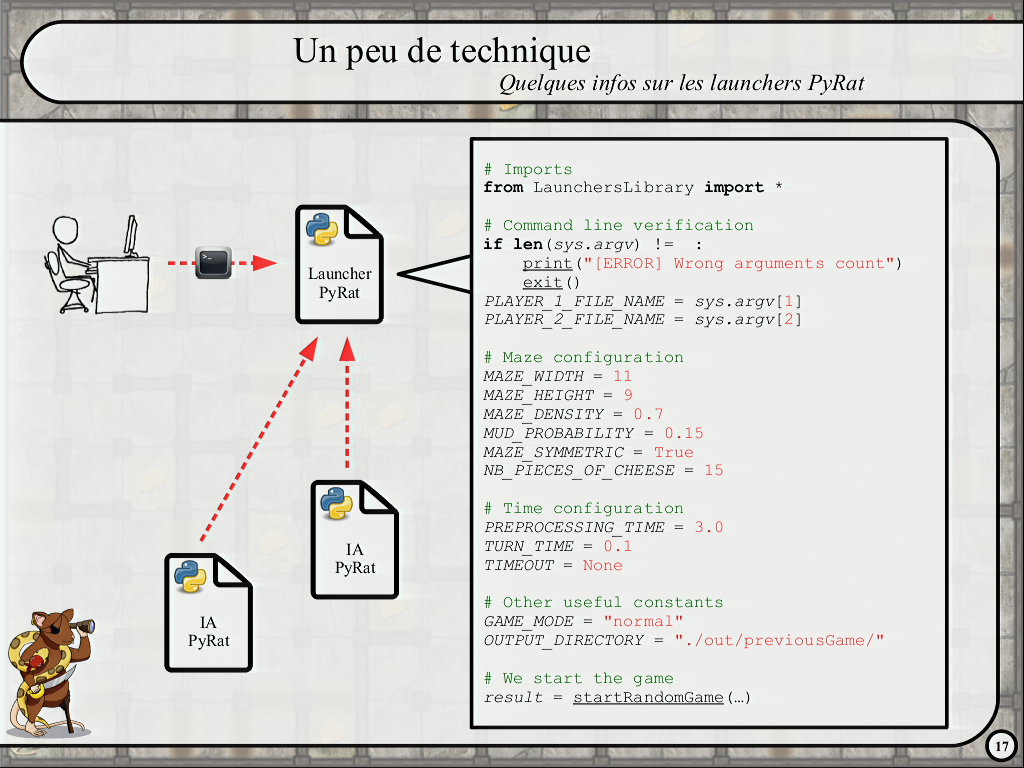 Un peu de technique
Quelques infos sur les launchers PyRat
>_
Launcher
PyRat
IA
PyRat
IA
PyRat
# Imports
from LaunchersLibrary import *
# Command line verification
if len(sys.argv) !=  :
    print("[ERROR] Wrong arguments count")
    exit()
PLAYER_1_FILE_NAME = sys.argv[1]
PLAYER_2_FILE_NAME = sys.argv[2]
# Maze configuration
MAZE_WIDTH = 11
MAZE_HEIGHT = 9
MAZE_DENSITY = 0.7
MUD_PROBABILITY = 0.15
MAZE_SYMMETRIC = True
NB_PIECES_OF_CHEESE = 15
# Time configuration
PREPROCESSING_TIME = 3.0
TURN_TIME = 0.1
TIMEOUT = None
# Other useful constants
GAME_MODE = "normal"
OUTPUT_DIRECTORY = "./out/previousGame/"
# We start the game
result = startRandomGame(…)
17